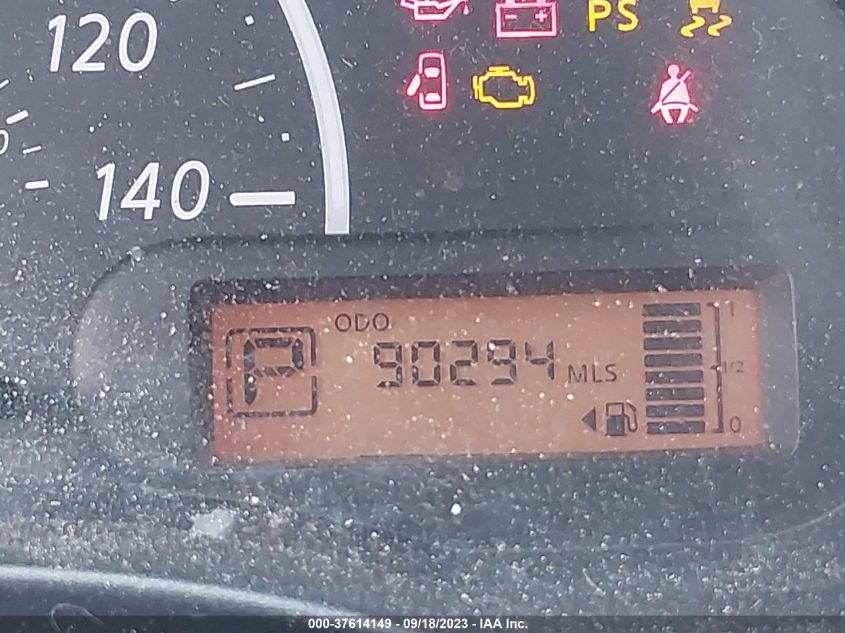 120
PS
140
ODO
1
P
90294 MLS
1/2
0
000-37614149 - 09/18/2023 - IAA Inc.